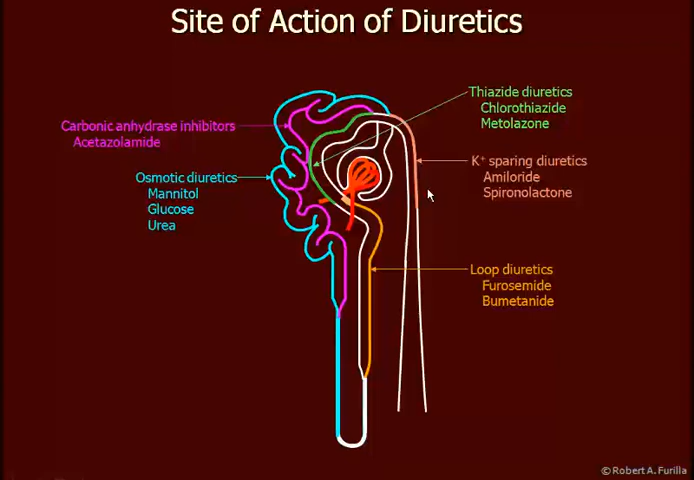 Site of Action of Diuretics
Thiazide diuretics
Chlorothiazide
Metolazone
Carbonic anhydrase inhibitors
Acetazolamide
K⁺ sparing diuretics
Amiloride
Spironolactone
Osmotic diuretics
Mannitol
Glucose
Urea
Loop diuretics
Furosemide
Bumetanide
© Robert A. Furilla